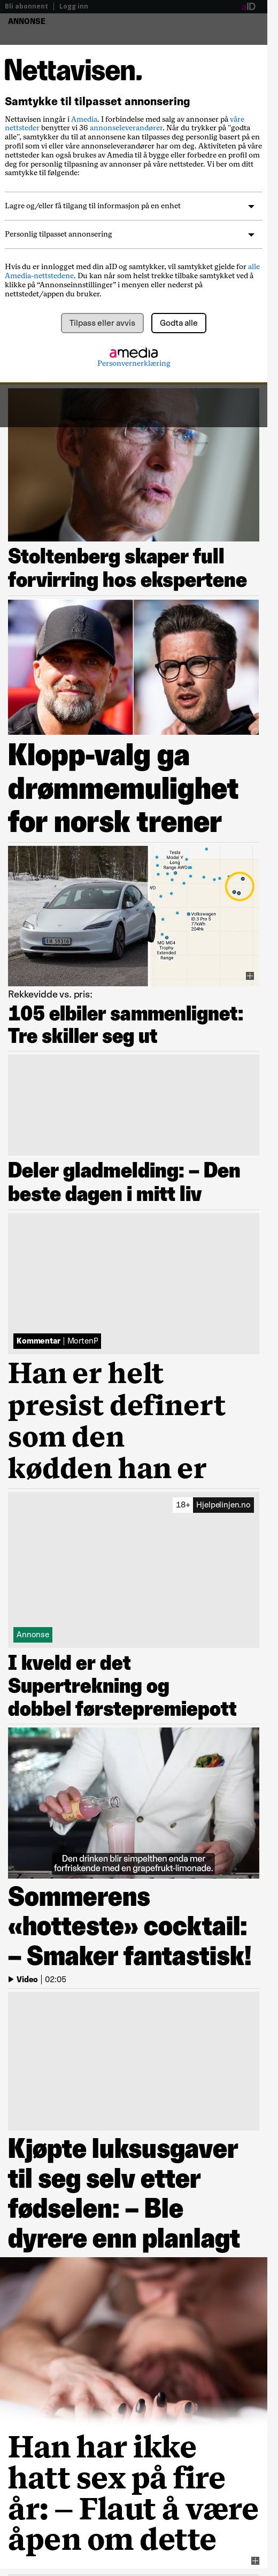 Bli abonnent | Logg inn
aID
ANNONSE
Nettavisen.
Samtykke til tilpasset annonsering
Nettavisen inngår i Amedia. I forbindelse med salg av annonser på våre
nettsteder benytter vi 36 annonseleverandører. Når du trykker på "godta
alle", samtykker du til at annonsene kan tilpasses deg personlig basert på en
profil som vi eller våre annonseleverandører har om deg. Aktivitetene på våre
nettsteder kan også brukes av Amedia til å bygge eller forbedre en profil om
deg for personlig tilpasning av annonser på våre nettsteder. Vi ber om ditt
samtykke til følgende:
Lagre og/eller få tilgang til informasjon på en enhet
Personlig tilpasset annonsering
Hvis du er innlogget med din aID og samtykker, vil samtykket gjelde for alle
Amedia-nettstedene. Du kan når som helst trekke tilbake samtykket ved å
klikke på “Annonseinnstillinger” i menyen eller nederst på
nettstedet/appen du bruker.
Tilpass eller avvis
Godta alle
amedia
Personvernerklæring
Stoltenberg skaper full
forvirring hos ekspertene
Klopp-valg ga
drømmemulighet
for norsk trener
Tesla
Model Y
Long
Range AWD
Volkswagen
ID.3 Pro S
77kWh
204hk
MG MG4
Trophy
Extended
Range
Rekkevidde vs. pris:
105 elbiler sammenlignet:
Tre skiller seg ut
Deler gladmelding: – Den
beste dagen i mitt liv
Kommentar | MortenP
Han er helt
presist definert
som den
kødden han er
18+ Hjelpelinjen.no
Annonse
I kveld er det
Supertrekning og
dobbel førstepremiepott
Den drinken blir simpelthen enda mer
forfriskende med en grapefrukt-limonade.
Sommerens
«hotteste» cocktail:
– Smaker fantastisk!
Video | 02:05
Kjøpte luksusgaver
til seg selv etter
fødselen: – Ble
dyrere enn planlagt
Han har ikke
hatt sex på fire
år: – Flaut å være
åpen om dette